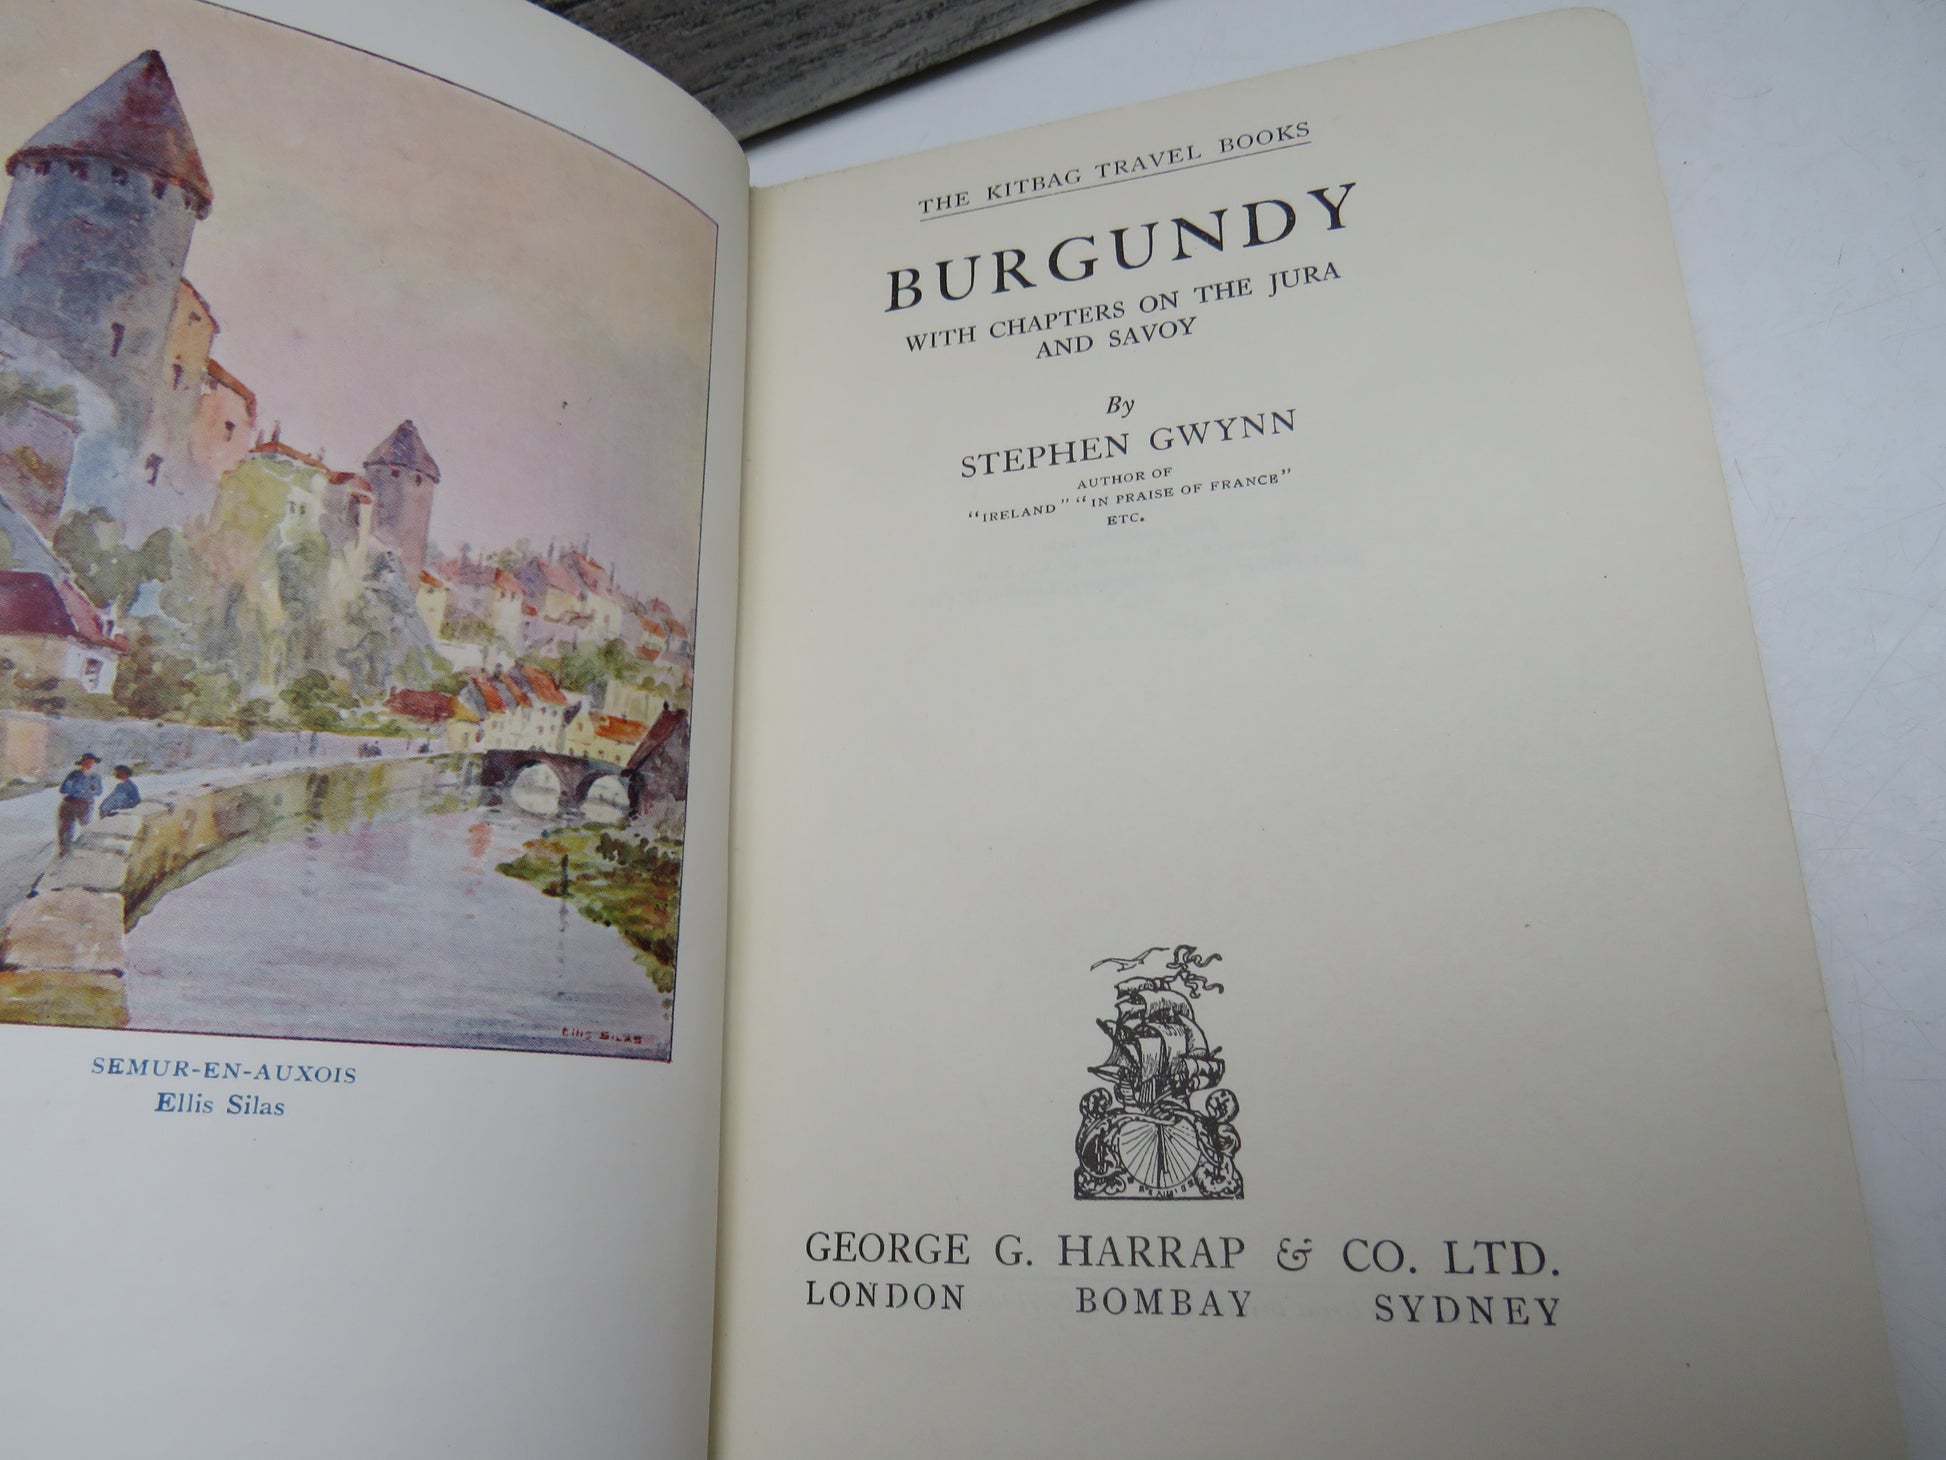 Ellis Silas
SEMUR-EN-AUXOIS
Ellis Silas
THE KITBAG TRAVEL BOOKS
BURGUNDY
WITH CHAPTERS ON THE JURA
AND SAVOY
By
STEPHEN GWYNN
AUTHOR OF
"IRELAND" "IN PRAISE OF FRANCE"
ETC.
GEORGE G. HARRAP & CO. LTD.
LONDON BOMBAY SYDNEY